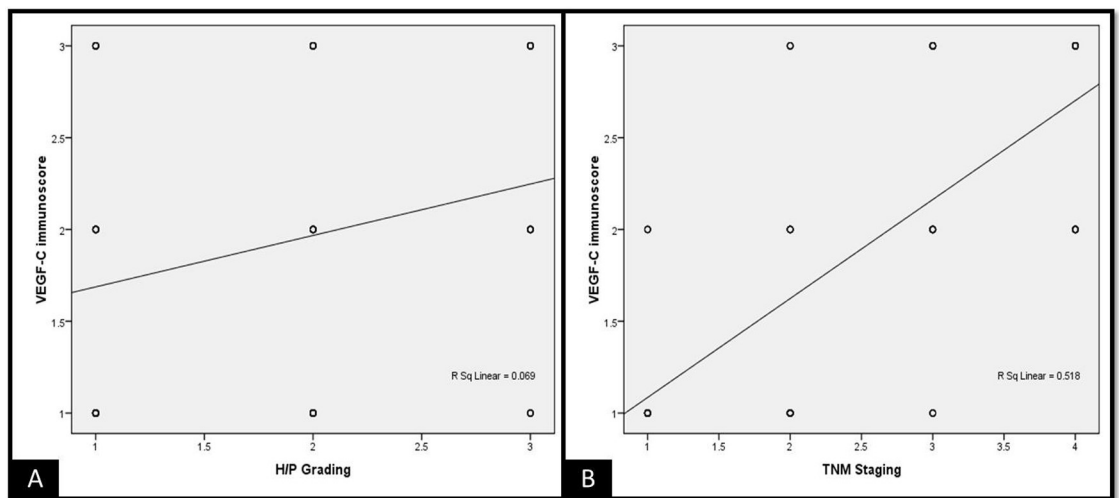 3
2.5
2
1.5
1
VEGF-C immunoscore
R Sq Linear = 0.069
1 1.5 2 2.5 3
H/P Grading
A
3
2.5
2
1.5
1
VEGF-C immunoscore
R Sq Linear = 0.518
1 1.5 2 2.5 3 3.5 4
TNM Staging
B